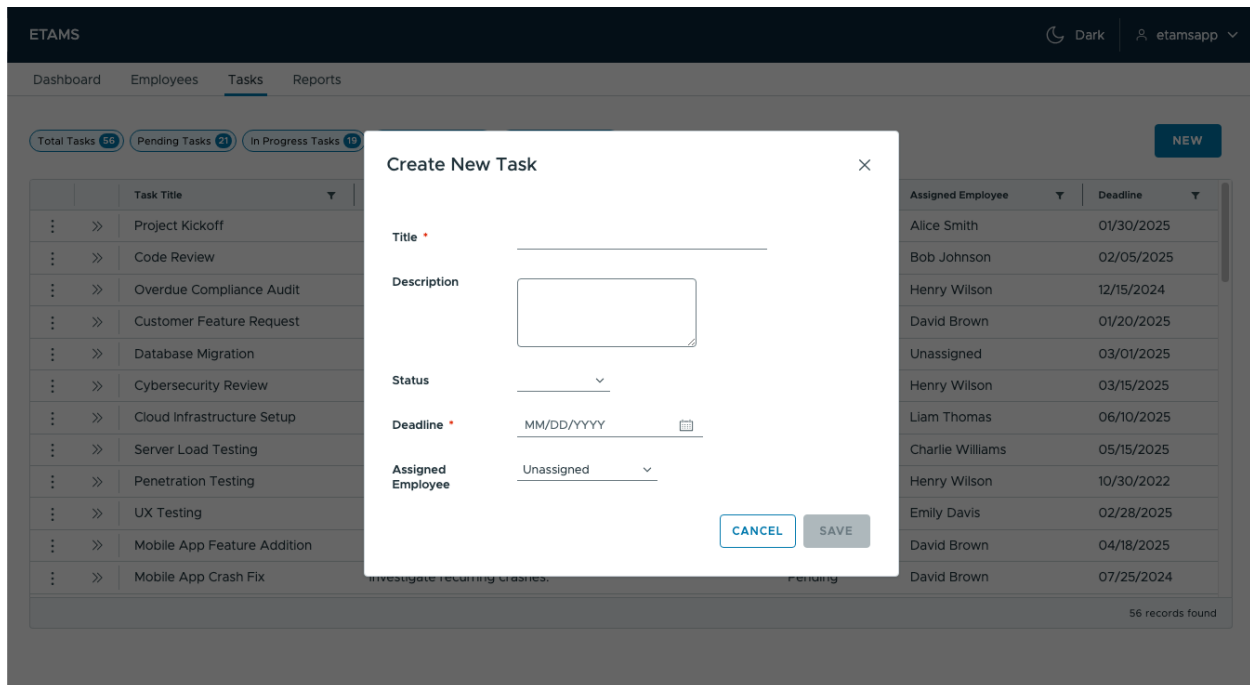 ETAMS
Dark
etamsapp
Dashboard Employees Tasks Reports
Total Tasks 56 Pending Tasks 21 In Progress Tasks 19
NEW
Create New Task
Task Title Assigned Employee Deadline
Project Kickoff Alice Smith 01/30/2025
Code Review Bob Johnson 02/05/2025
Overdue Compliance Audit Henry Wilson 12/15/2024
Customer Feature Request David Brown 01/20/2025
Database Migration Unassigned 03/01/2025
Cybersecurity Review Henry Wilson 03/15/2025
Cloud Infrastructure Setup Liam Thomas 06/10/2025
Server Load Testing Charlie Williams 05/15/2025
Penetration Testing Henry Wilson 10/30/2022
UX Testing Emily Davis 02/28/2025
Mobile App Feature Addition David Brown 04/18/2025
Mobile App Crash Fix Investigate recurring crashes. Pending David Brown 07/25/2024
56 records found
Title *
Description
Status
Deadline * MM/DD/YYYY
Assigned
Employee
Unassigned
CANCEL SAVE